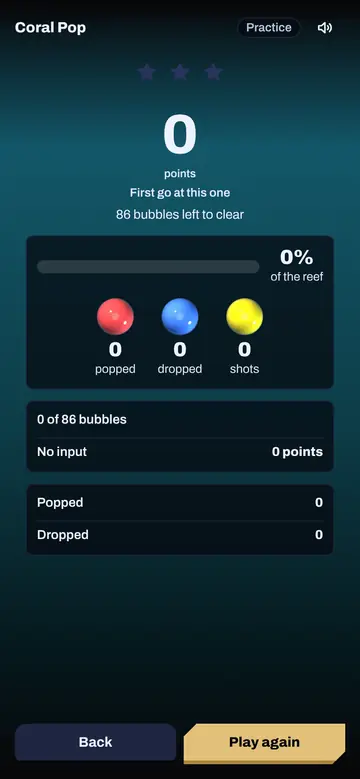 Coral Pop
Practice
0
points
First go at this one
86 bubbles left to clear
0%
of the reef
0 0 0
popped dropped shots
0 of 86 bubbles
No input 0 points
Popped 0
Dropped 0
Back Play again